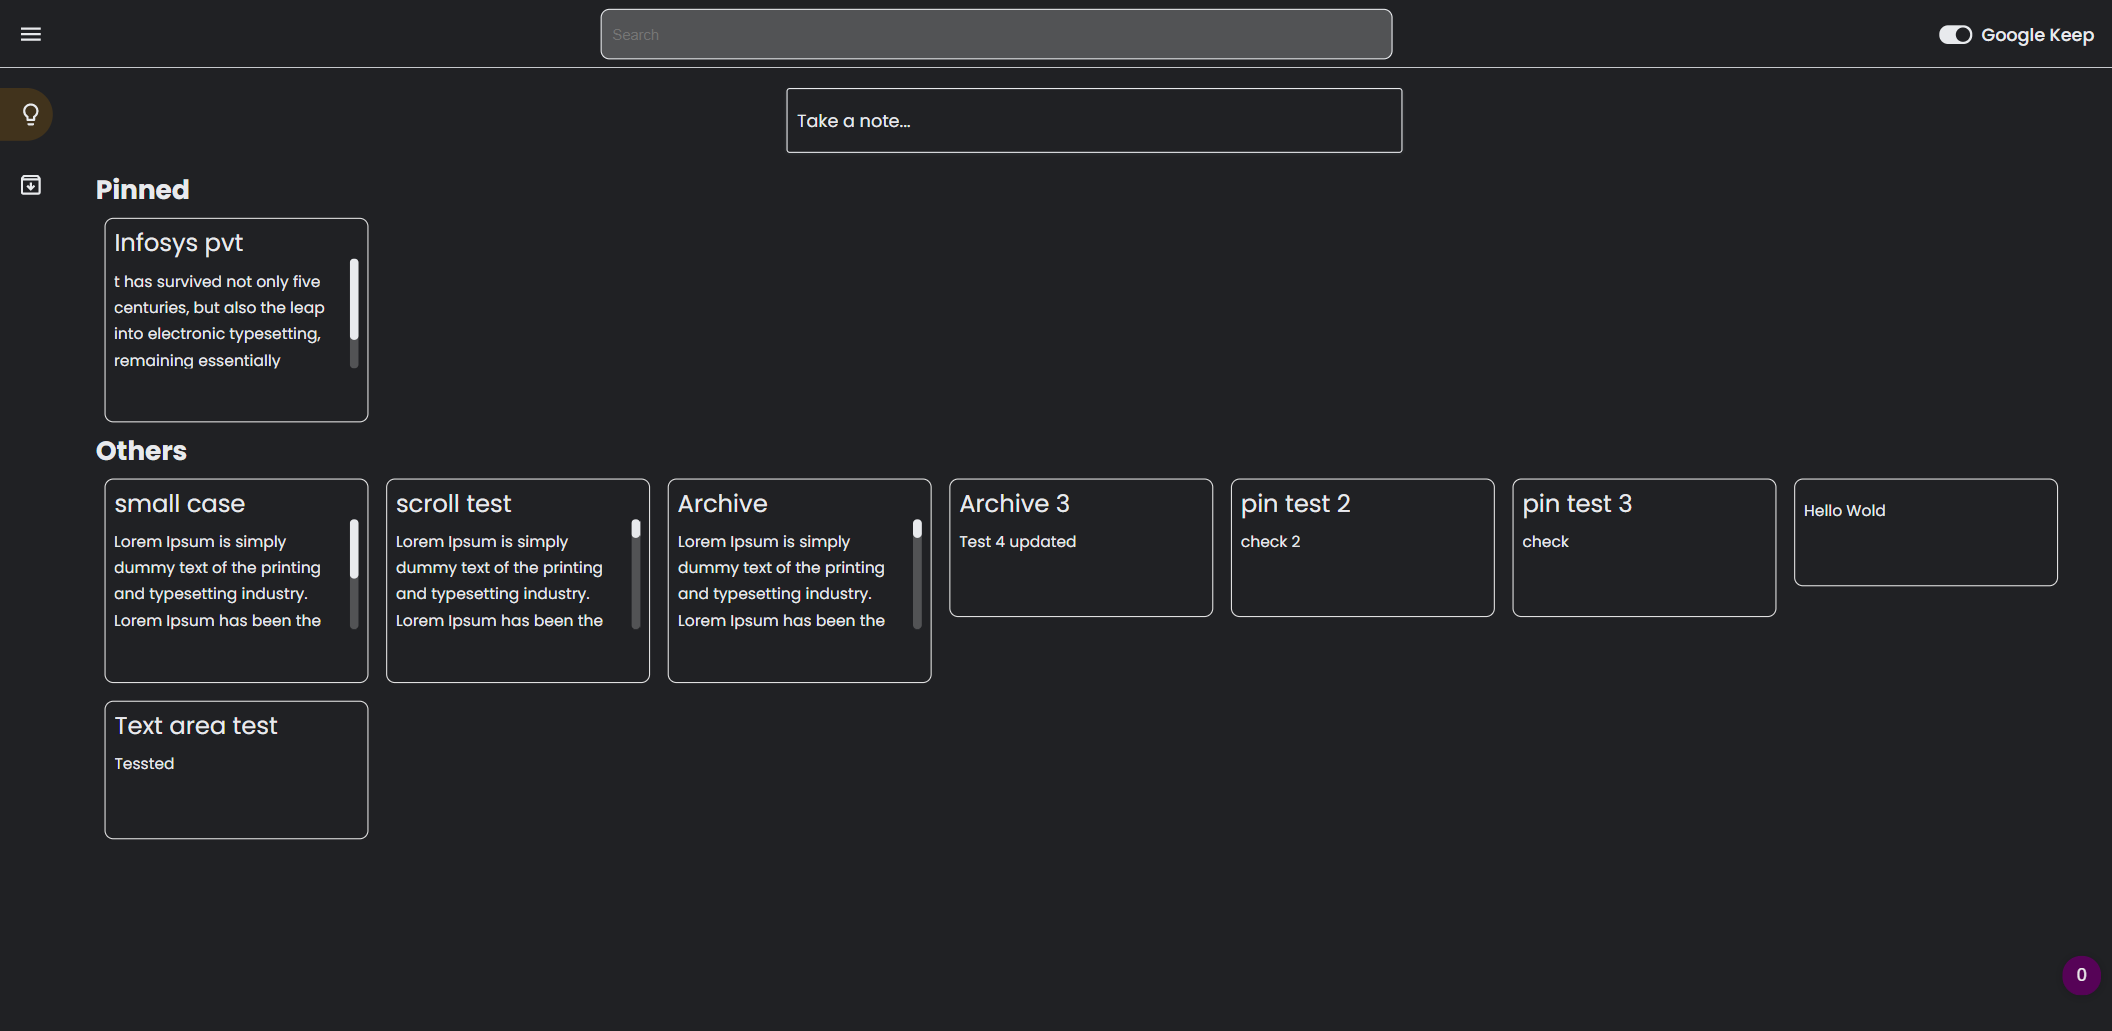 Search
Google Keep
Take a note...
Pinned
Infosys pvt
t has survived not only five
centuries, but also the leap
into electronic typesetting,
remaining essentially
Others
small case
Lorem Ipsum is simply
dummy text of the printing
and typesetting industry.
Lorem Ipsum has been the
scroll test
Lorem Ipsum is simply
dummy text of the printing
and typesetting industry.
Lorem Ipsum has been the
Archive
Lorem Ipsum is simply
dummy text of the printing
and typesetting industry.
Lorem Ipsum has been the
Archive 3
Test 4 updated
pin test 2
check 2
pin test 3
check
Hello Wold
Text area test
Tessted
0